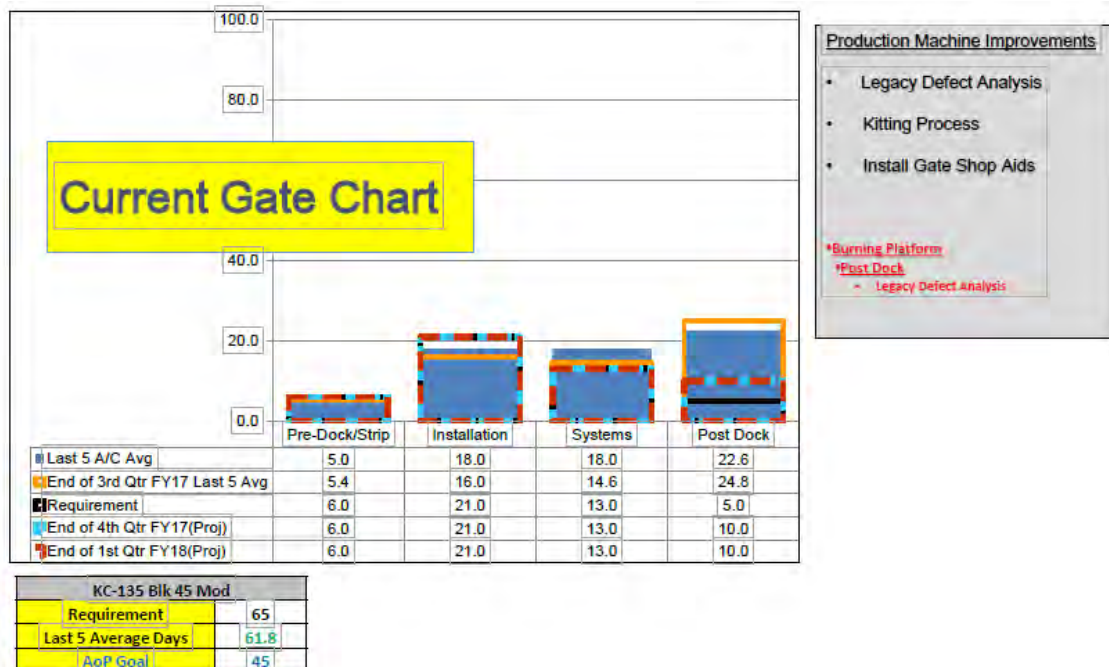 100.0
80.0
Current Gate Chart
40.0
20.0
0.0
Pre-Dock/Strip Installation Systems Post Dock
Last 5 A/C Avg 5.0 18.0 18.0 22.6
End of 3rd Qtr FY17 Last 5 Avg 5.4 16.0 14.6 24.8
Requirement 6.0 21.0 13.0 5.0
End of 4th Qtr FY17(Proj) 6.0 21.0 13.0 10.0
End of 1st Qtr FY18(Proj) 6.0 21.0 13.0 10.0
Production Machine Improvements
• Legacy Defect Analysis
• Kitting Process
• Install Gate Shop Aids
•Burning Platform
•Post Dock
- Legacy Defect Analysis
KC-135 Blk 45 Mod
Requirement 65
Last 5 Average Days 61.8
AoP Goal 45